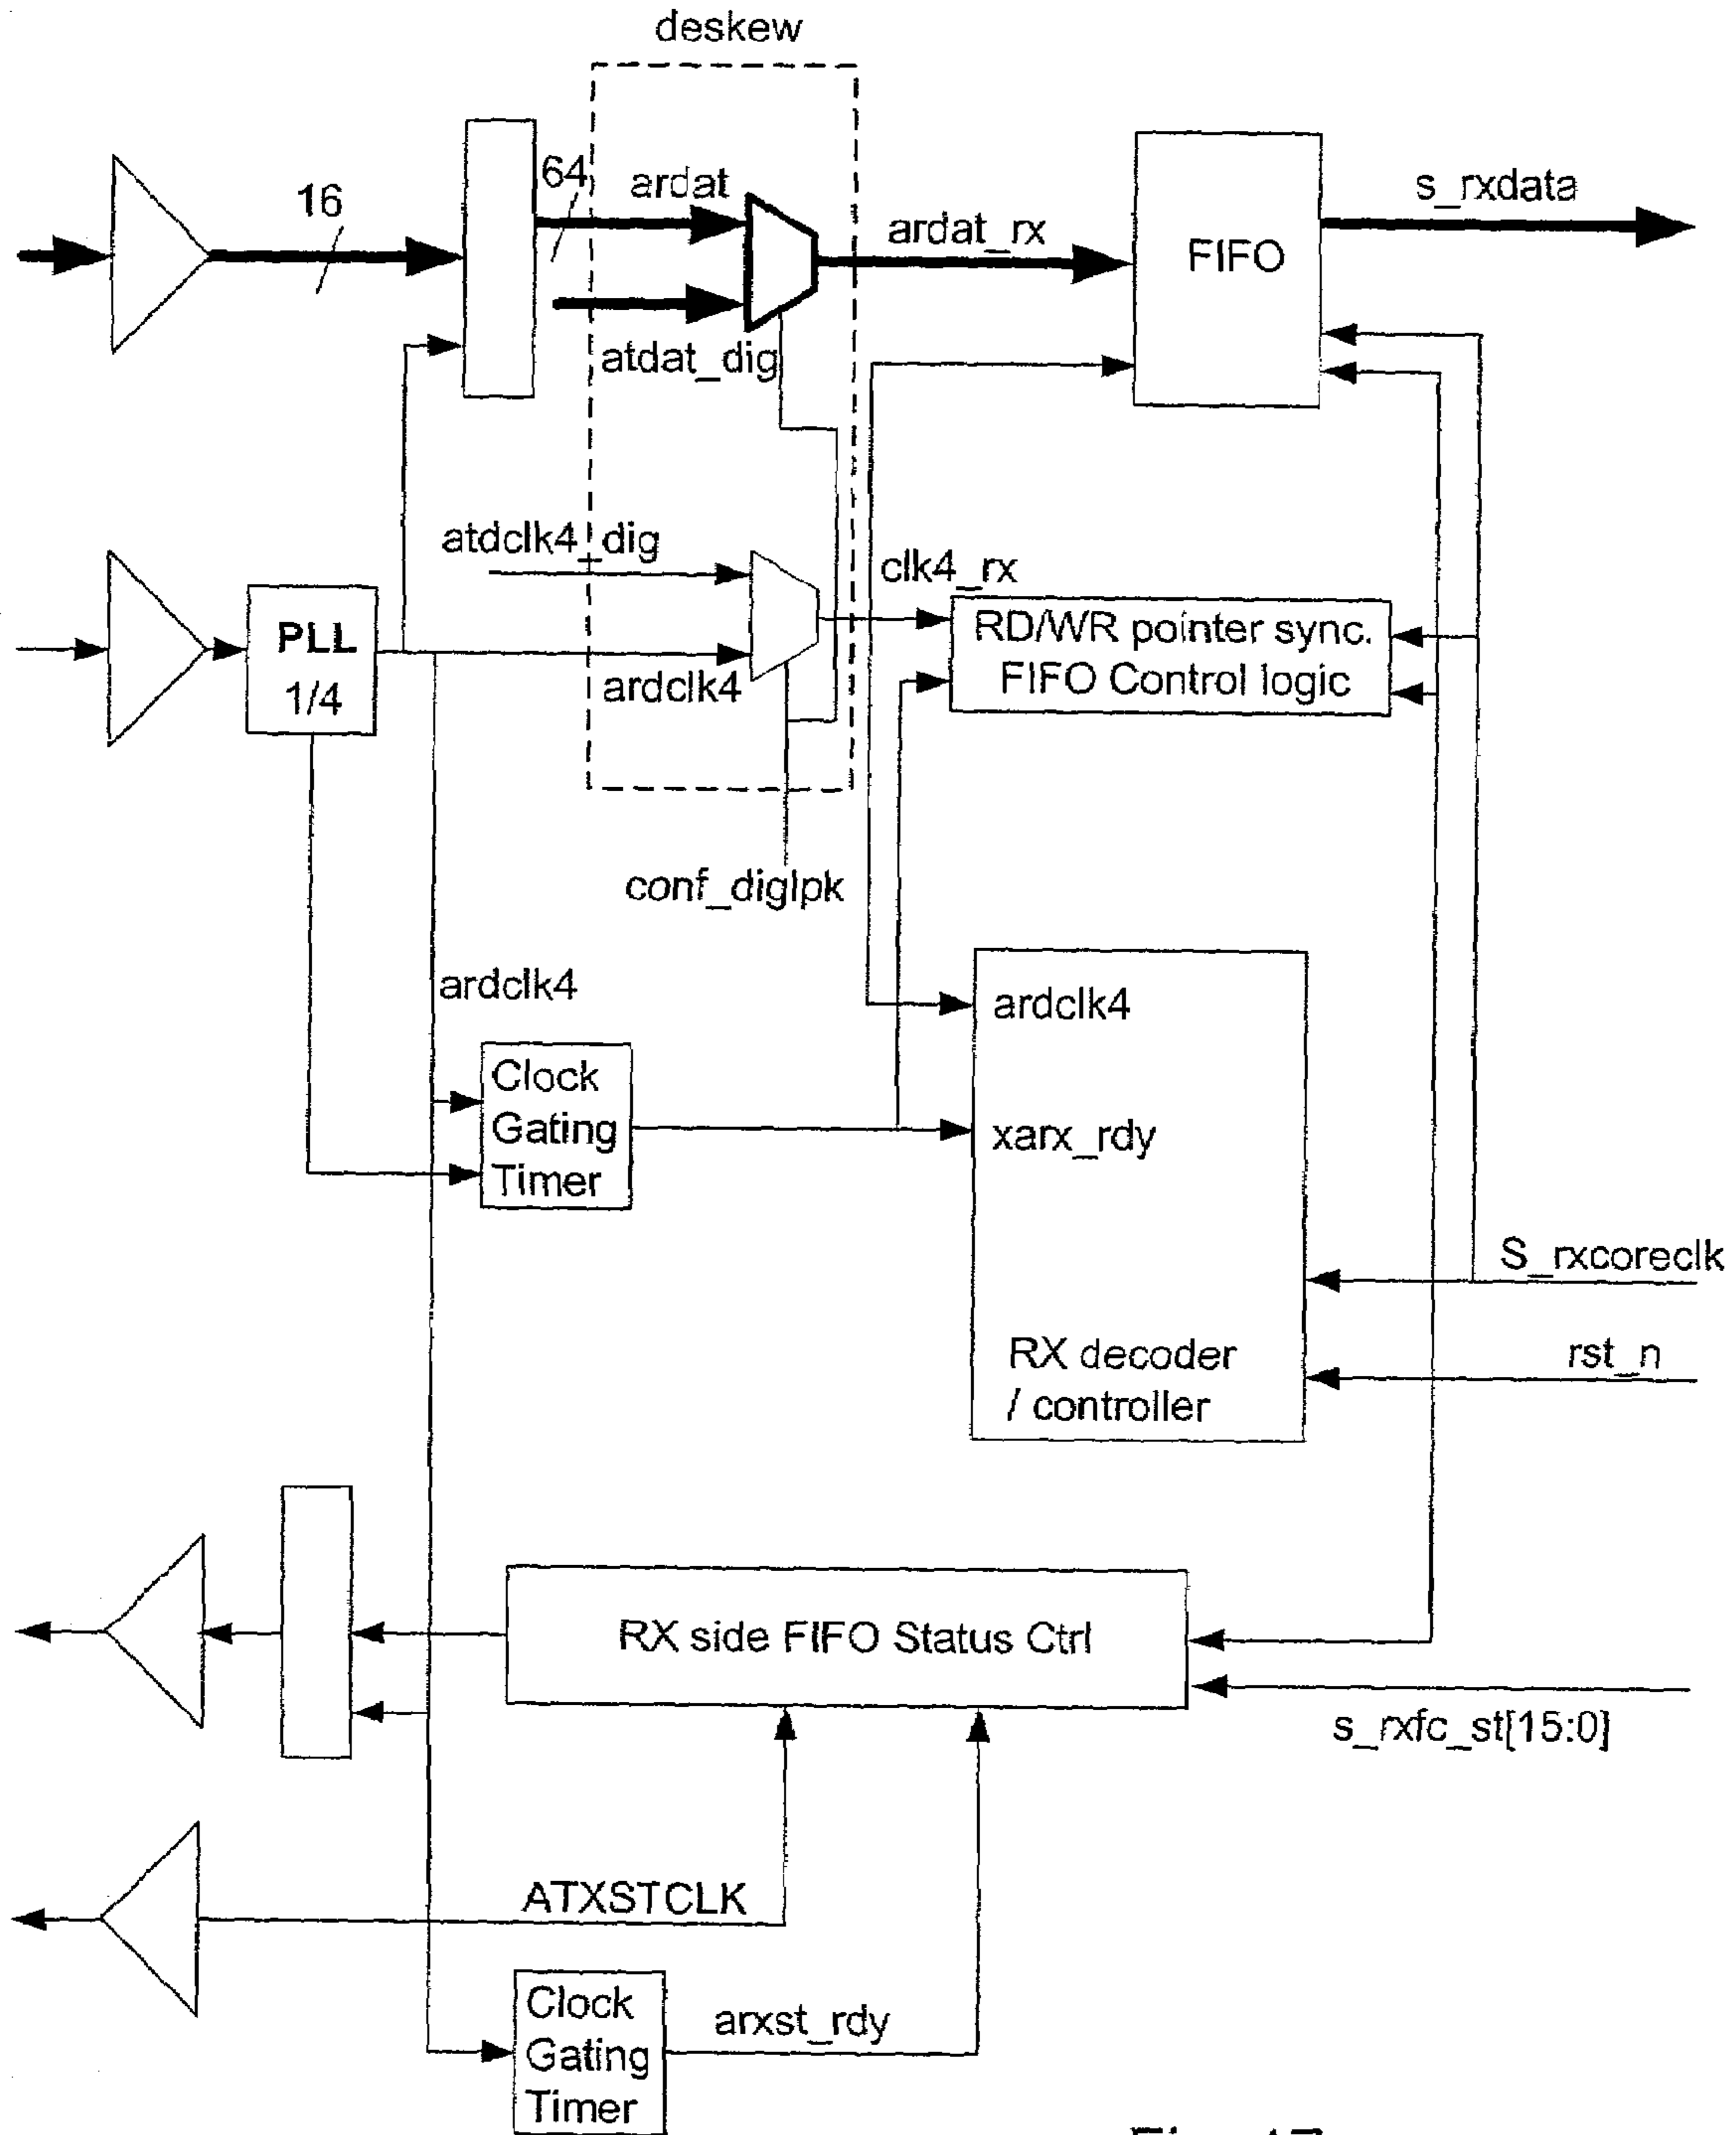 deskew
16
64
ardat
ardat_rx
FIFO
s_rxdata
atdat_dig
atdclk4_dig
clk4_rx
PLL
1/4
ardclk4
RD/WR pointer sync.
FIFO Control logic
conf_diglpk
ardclk4
ardclk4
Clock
Gating
Timer
xarx_rdy
S_rxcoreclk
RX decoder
/ controller
rst_n
RX side FIFO Status Ctrl
s_rxfc_st[15:0]
ATXSTCLK
Clock
Gating
Timer
arxst_rdy